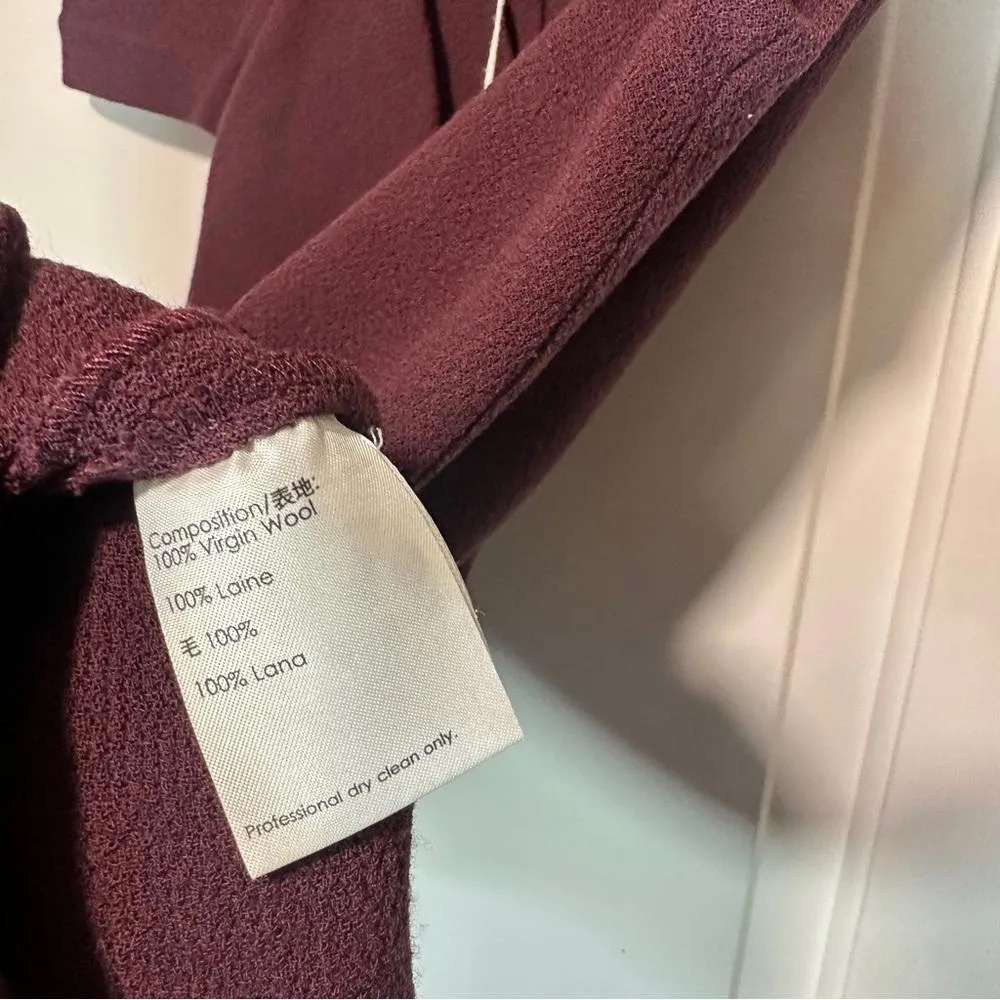 Composition/表地:
100% Virgin Wool
100% Laine
毛 100%
100% Lana
Professional dry clean only.